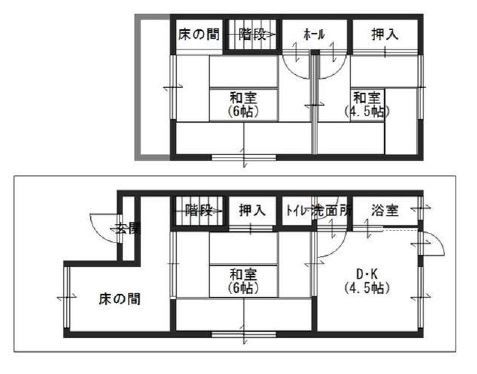 床の間
階段
ホール
押入
和室
(6帖)
和室
(4.5帖)
階段
押入
トイレ
洗面所
浴室
玄関
和室
(6帖)
D・K
(4.5帖)
床の間